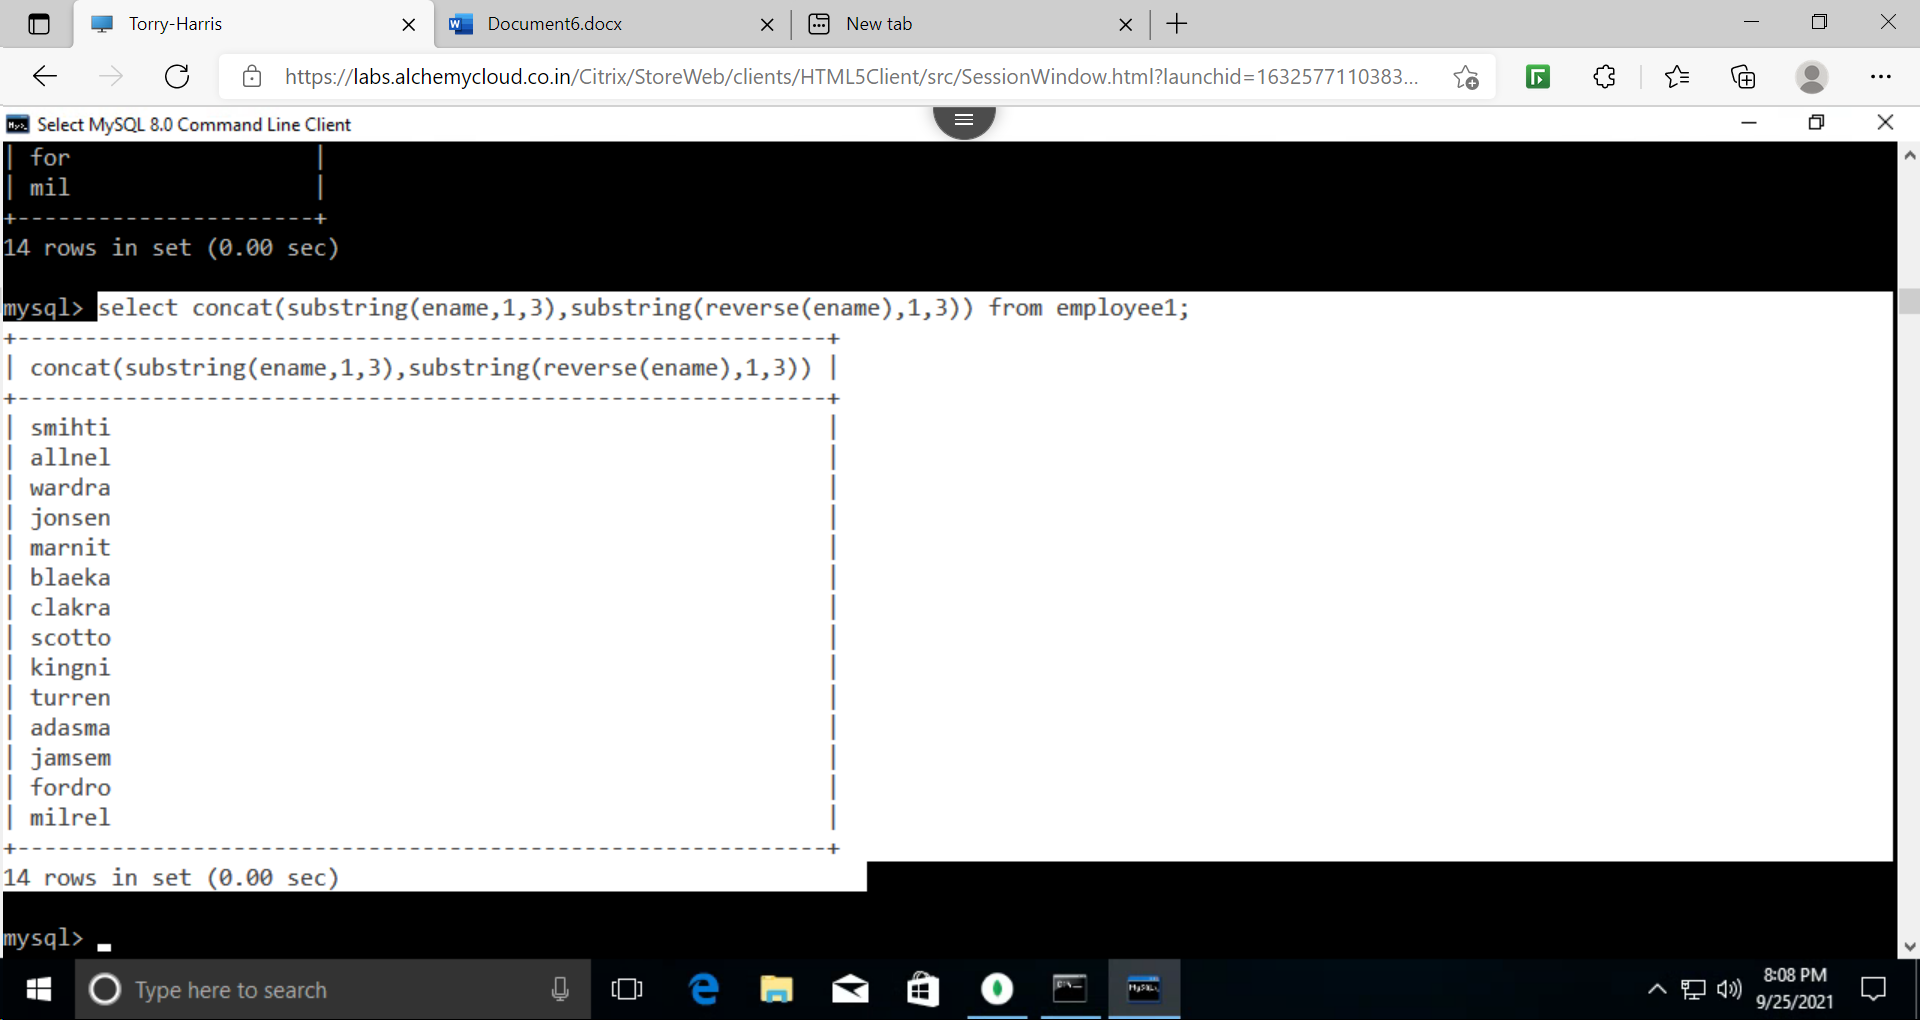 Torry-Harris
Document6.docx
New tab
https://labs.alchemycloud.co.in/Citrix/StoreWeb/clients/HTML5Client/src/SessionWindow.html?launchid=1632577110383...
Select MySQL 8.0 Command Line Client
| for |
| mil |
+----------------------+
14 rows in set (0.00 sec)
mysql> select concat(substring(ename,1,3),substring(reverse(ename),1,3)) from employee1;
+------------------------------------------------------------+
| concat(substring(ename,1,3),substring(reverse(ename),1,3)) |
+------------------------------------------------------------+
| smihti |
| allnel |
| wardra |
| jonsen |
| marnit |
| blaeka |
| clakra |
| scotto |
| kingni |
| turren |
| adasma |
| jamsem |
| fordro |
| milrel |
+------------------------------------------------------------+
14 rows in set (0.00 sec)
mysql> _
Type here to search
8:08 PM
9/25/2021